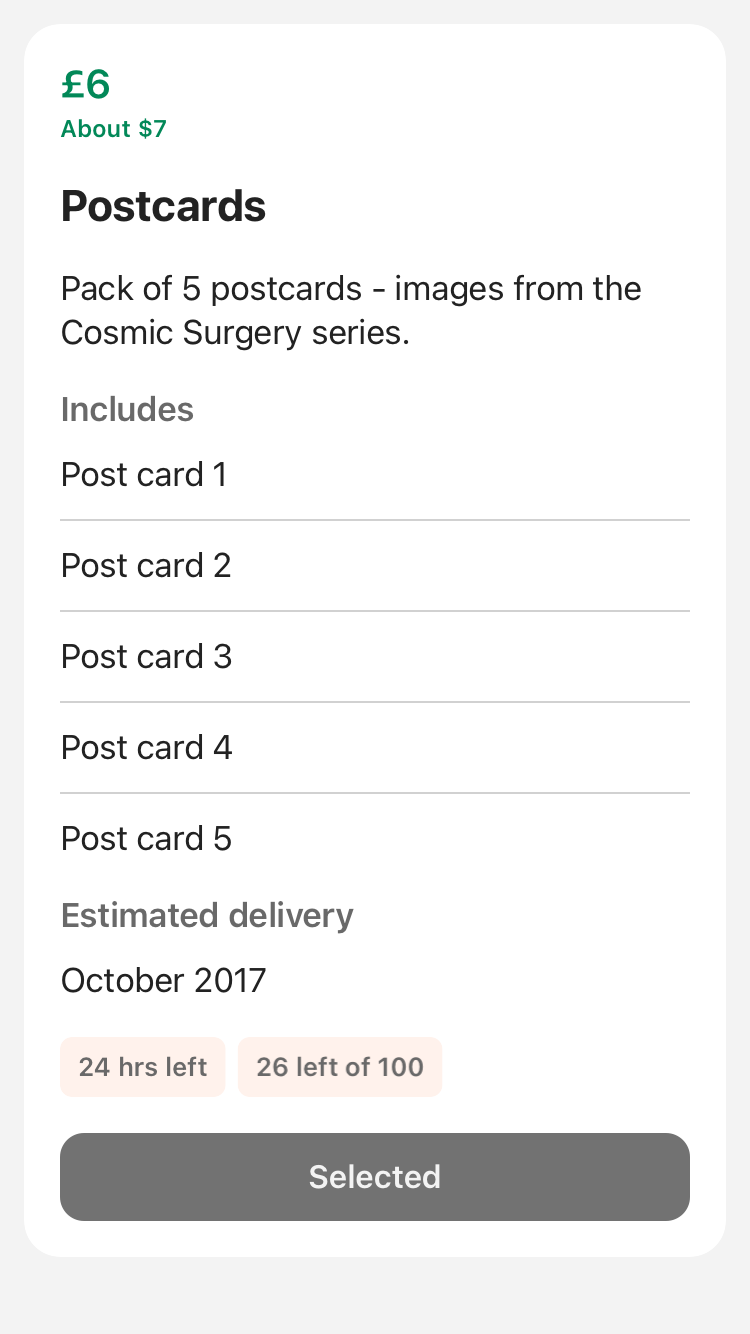 £6
About $7
Postcards
Pack of 5 postcards - images from the
Cosmic Surgery series.
Includes
Post card 1
Post card 2
Post card 3
Post card 4
Post card 5
Estimated delivery
October 2017
24 hrs left
26 left of 100
Selected